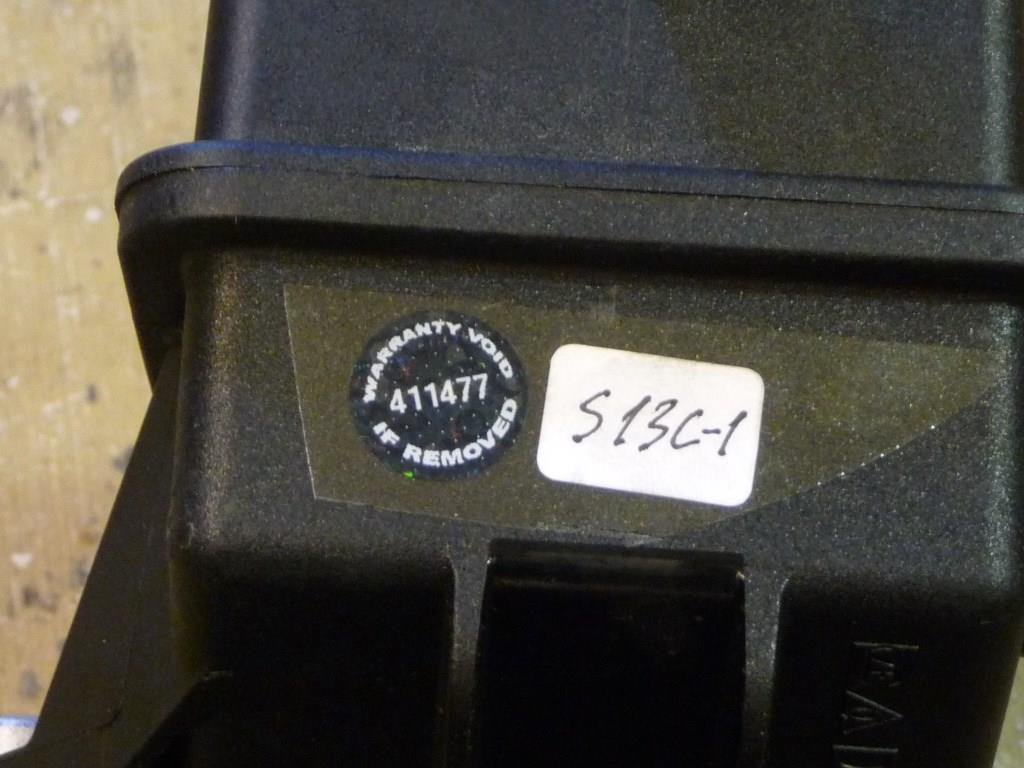 WARRANTY VOID
411477
IF REMOVED
S13C-1